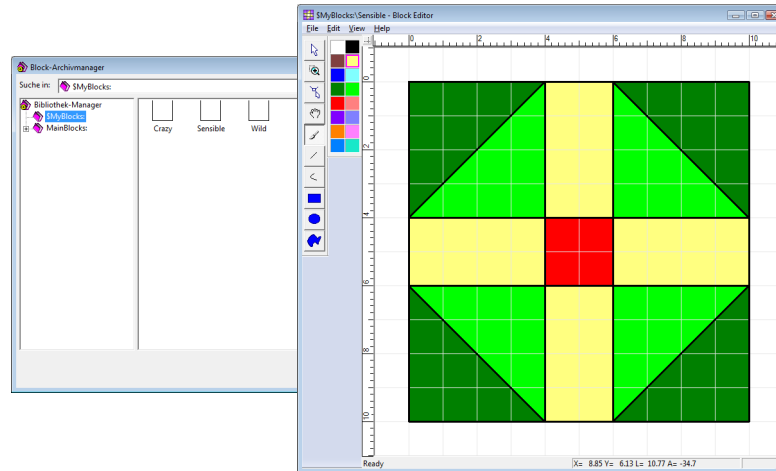 $MyBlocks:\Sensible - Block Editor
File Edit View Help
0 2 4 6 8 10
0
2
4
6
8
10
Ready
X= 8.85 Y= 6.13 L= 10.77 A= -34.7
Block-Archivmanager
Suche in: $MyBlocks:
Bibliothek-Manager
$MyBlocks:
MainBlocks:
Crazy Sensible Wild